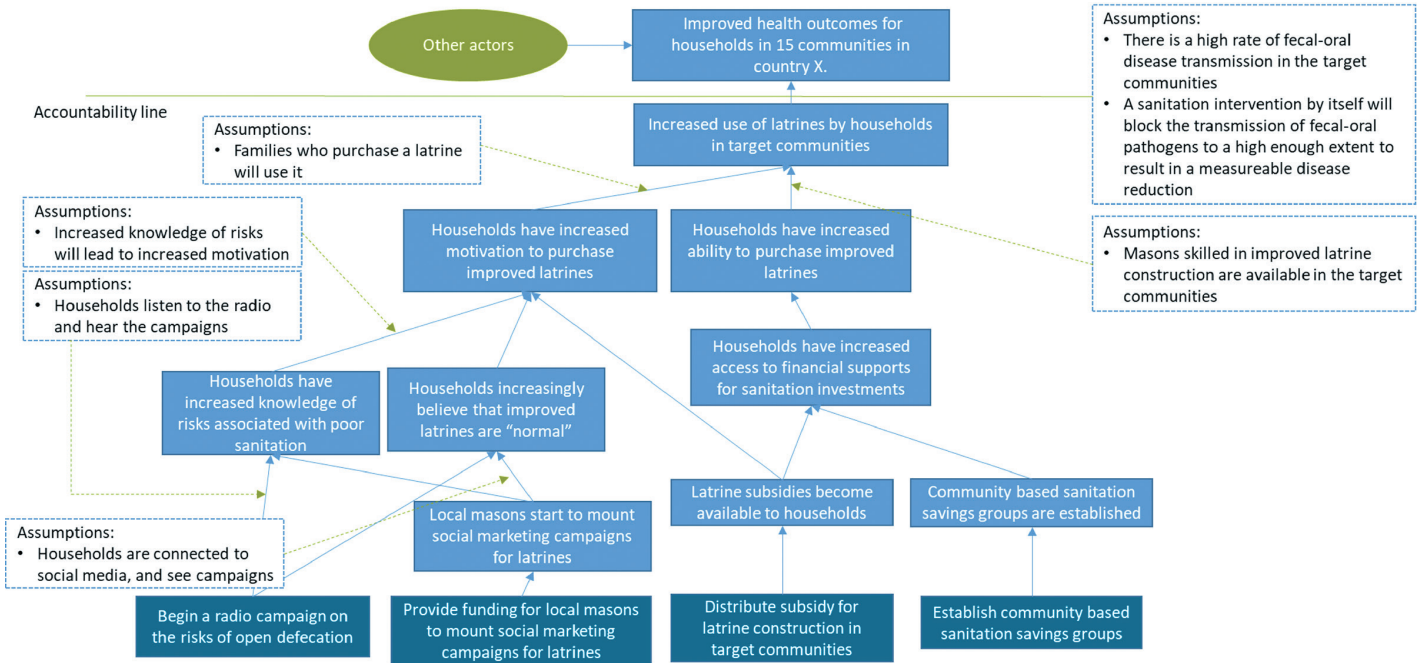 Other actors
Improved health outcomes for
households in 15 communities in
country X.
Assumptions:
• There is a high rate of fecal-oral
disease transmission in the target
communities
• A sanitation intervention by itself will
block the transmission of fecal-oral
pathogens to a high enough extent to
result in a measureable disease
reduction
Accountability line
Increased use of latrines by households
in target communities
Assumptions:
• Families who purchase a latrine
will use it
Assumptions:
• Increased knowledge of risks
will lead to increased motivation
Households have increased
motivation to purchase
improved latrines
Households have increased
ability to purchase improved
latrines
Assumptions:
• Masons skilled in improved latrine
construction are available in the target
communities
Assumptions:
• Households listen to the radio
and hear the campaigns
Households have increased
access to financial supports
for sanitation investments
Households have
increased knowledge of
risks associated with poor
sanitation
Households increasingly
believe that improved
latrines are “normal”
Local masons start to mount
social marketing campaigns
for latrines
Latrine subsidies become
available to households
Community based sanitation
savings groups are established
Assumptions:
• Households are connected to
social media, and see campaigns
Begin a radio campaign on
the risks of open defecation
Provide funding for local masons
to mount social marketing
campaigns for latrines
Distribute subsidy for
latrine construction in
target communities
Establish community based
sanitation savings groups